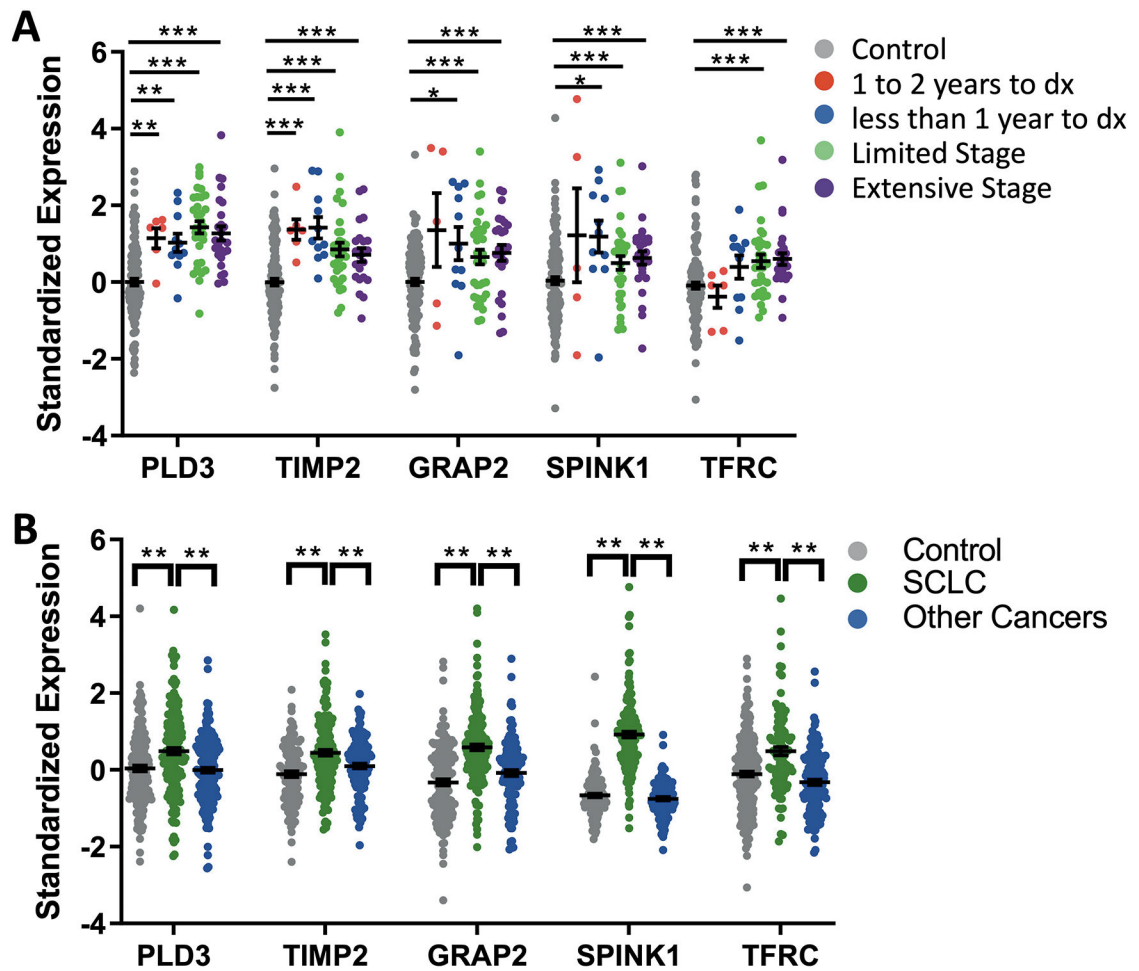 A
Standardized Expression
6
4
2
0
-2
-4
***
***
**
**
***
***
***
***
***
***
*
***
***
*
***
***
PLD3 TIMP2 GRAP2 SPINK1 TFRC
Control
1 to 2 years to dx
less than 1 year to dx
Limited Stage
Extensive Stage
B
Standardized Expression
6
4
2
0
-2
-4
** ** ** ** ** ** ** ** ** **
PLD3 TIMP2 GRAP2 SPINK1 TFRC
Control
SCLC
Other Cancers